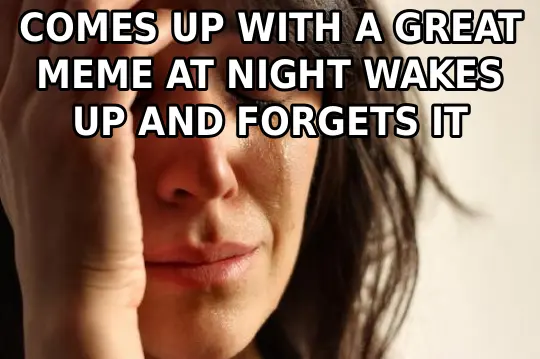 COMES UP WITH A GREAT
MEME AT NIGHT WAKES
UP AND FORGETS IT